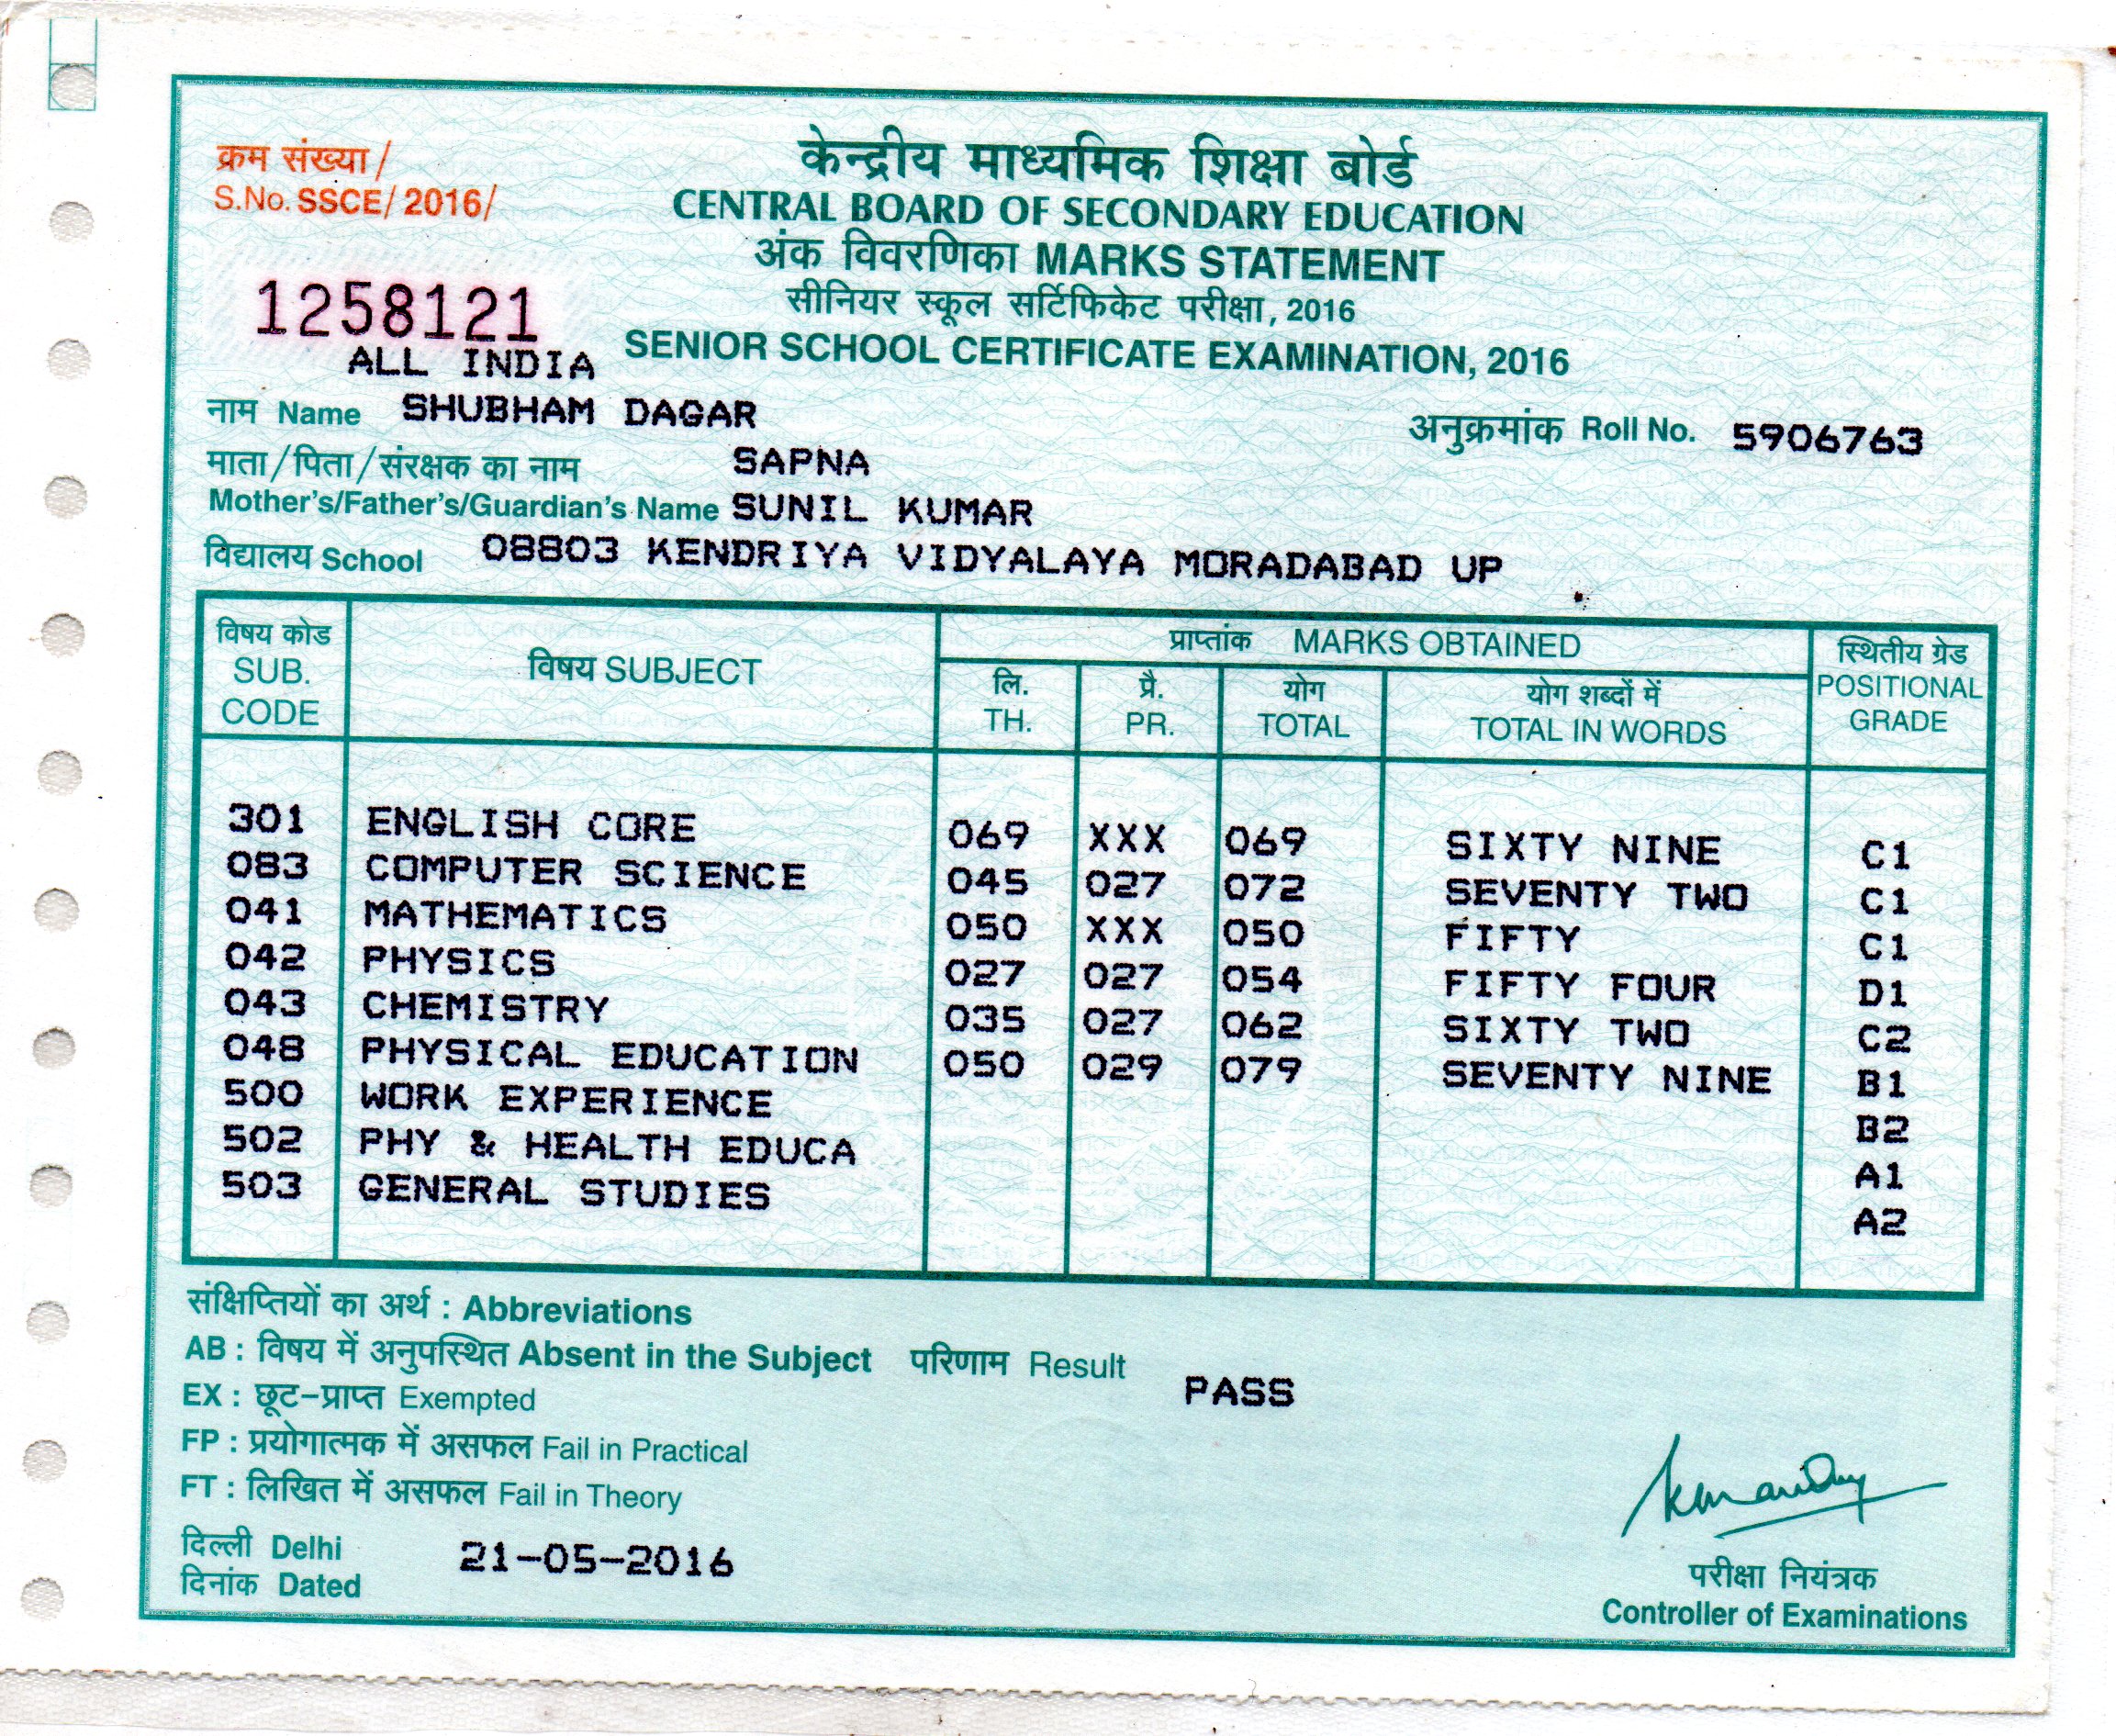 क्रम संख्या/
S.No. SSCE/ 2016/
1258121
ALL INDIA
केन्द्रीय माध्यमिक शिक्षा बोर्ड
CENTRAL BOARD OF SECONDARY EDUCATION
अंक विवरणिका MARKS STATEMENT
सीनियर स्कूल सर्टिफिकेट परीक्षा, 2016
SENIOR SCHOOL CERTIFICATE EXAMINATION, 2016
नाम Name SHUBHAM DAGAR
अनुक्रमांक Roll No. 5906763
माता/पिता/संरक्षक का नाम SAPNA
Mother's/Father's/Guardian's Name SUNIL KUMAR
विद्यालय School 08803 KENDRIYA VIDYALAYA MORADABAD UP
विषय कोड SUB. CODE
विषय SUBJECT
प्राप्तांक MARKS OBTAINED
लि. TH.
प्रै. PR.
योग TOTAL
योग शब्दों में TOTAL IN WORDS
स्थितीय ग्रेड POSITIONAL GRADE
301 ENGLISH CORE 069 XXX 069 SIXTY NINE C1
083 COMPUTER SCIENCE 045 027 072 SEVENTY TWO C1
041 MATHEMATICS 050 XXX 050 FIFTY C1
042 PHYSICS 027 027 054 FIFTY FOUR D1
043 CHEMISTRY 035 027 062 SIXTY TWO C2
048 PHYSICAL EDUCATION 050 029 079 SEVENTY NINE B1
500 WORK EXPERIENCE B2
502 PHY & HEALTH EDUCA A1
503 GENERAL STUDIES A2
संक्षिप्तियों का अर्थ : Abbreviations
AB : विषय में अनुपस्थित Absent in the Subject परिणाम Result PASS
EX : छूट-प्राप्त Exempted
FP : प्रयोगात्मक में असफल Fail in Practical
FT : लिखित में असफल Fail in Theory
दिल्ली Delhi
दिनांक Dated 21-05-2016
परीक्षा नियंत्रक
Controller of Examinations